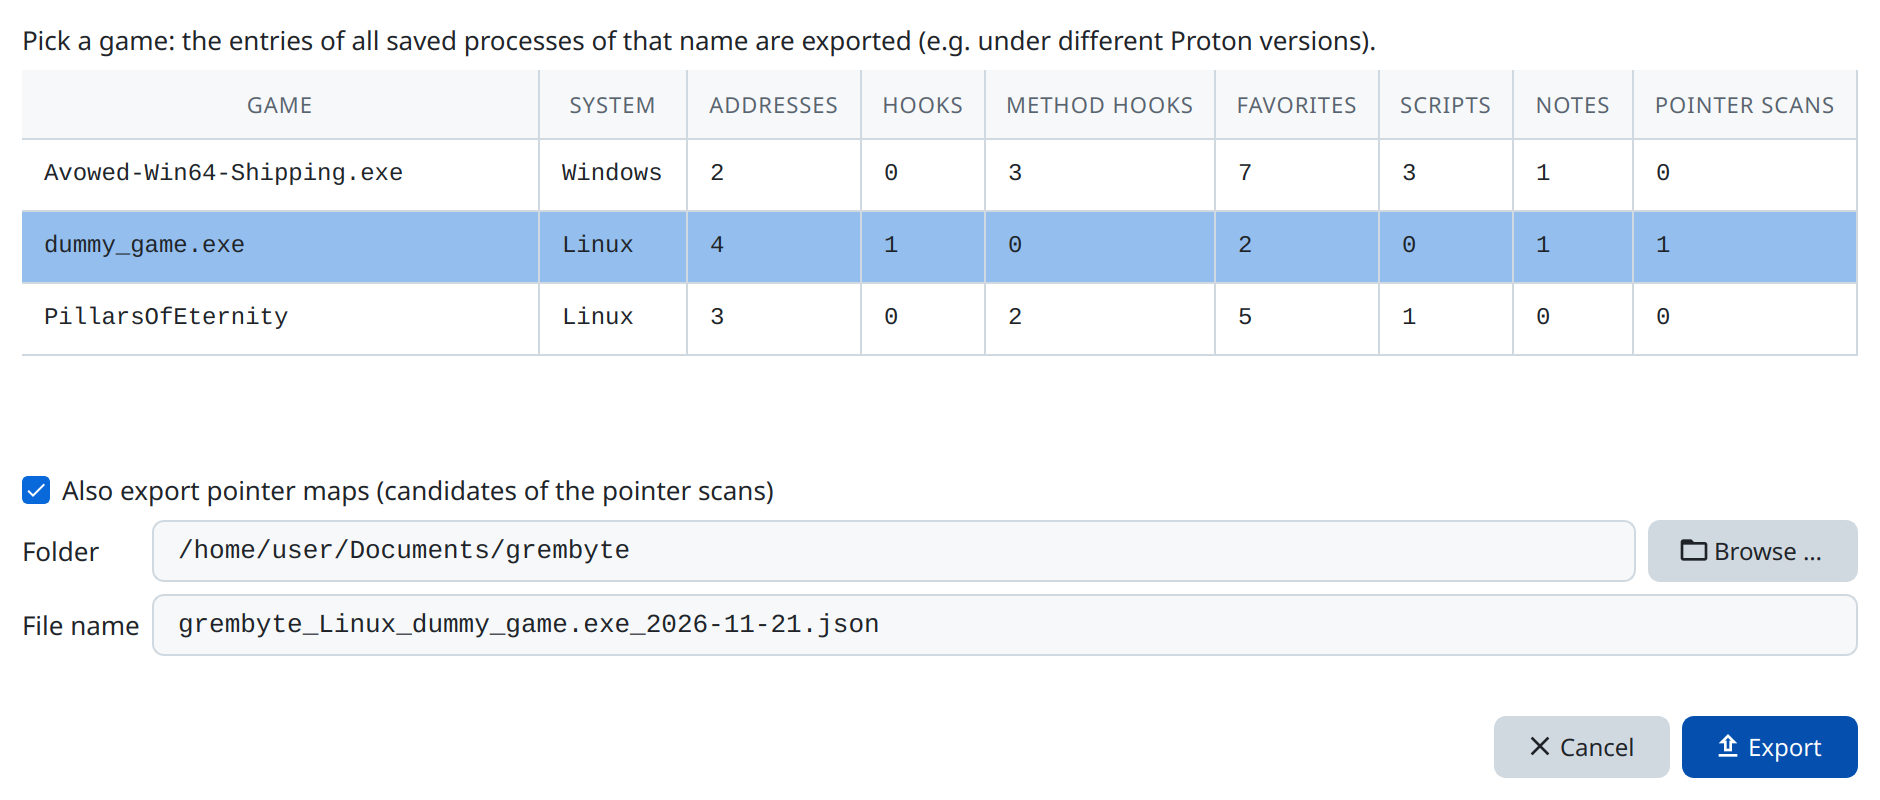 Pick a game: the entries of all saved processes of that name are exported (e.g. under different Proton versions).
GAME SYSTEM ADDRESSES HOOKS METHOD HOOKS FAVORITES SCRIPTS NOTES POINTER SCANS
Avowed-Win64-Shipping.exe Windows 2 0 3 7 3 1 0
dummy_game.exe Linux 4 1 0 2 0 1 1
PillarsOfEternity Linux 3 0 2 5 1 0 0
Also export pointer maps (candidates of the pointer scans)
Folder /home/user/Documents/grembyte Browse ...
File name grembyte_Linux_dummy_game.exe_2026-11-21.json
Cancel Export